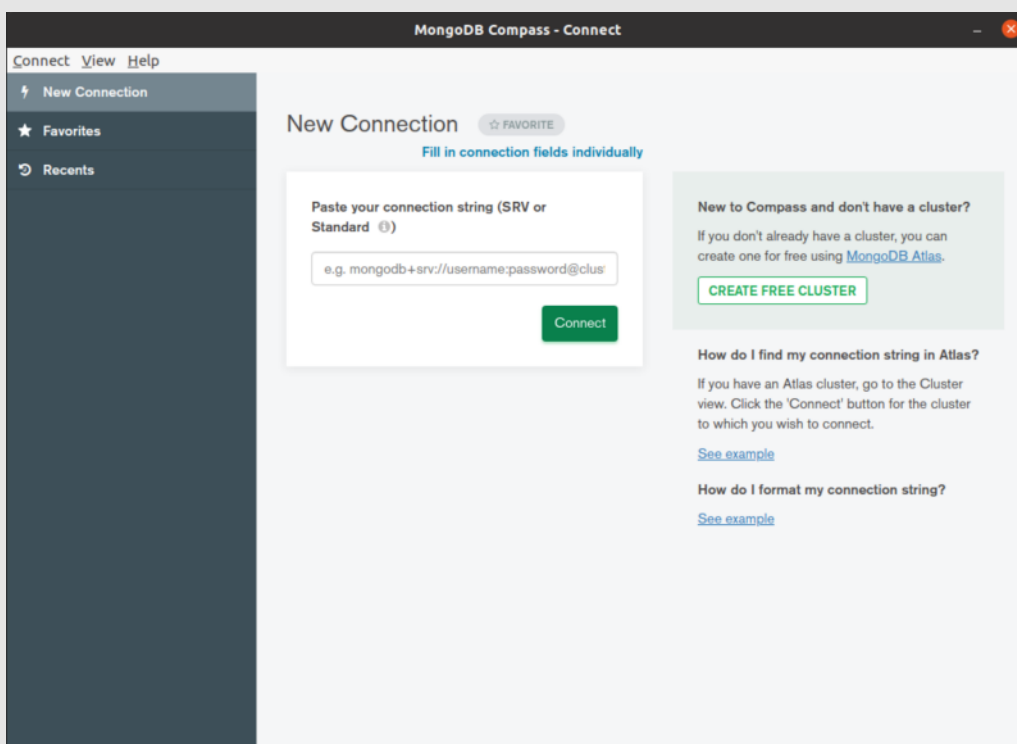 MongoDB Compass - Connect
Connect View Help
New Connection
Favorites
Recents
New Connection
FAVORITE
Fill in connection fields individually
Paste your connection string (SRV or
Standard )
e.g. mongodb+srv://username:password@clus
Connect
New to Compass and don't have a cluster?
If you don't already have a cluster, you can
create one for free using MongoDB Atlas.
CREATE FREE CLUSTER
How do I find my connection string in Atlas?
If you have an Atlas cluster, go to the Cluster
view. Click the 'Connect' button for the cluster
to which you wish to connect.
See example
How do I format my connection string?
See example